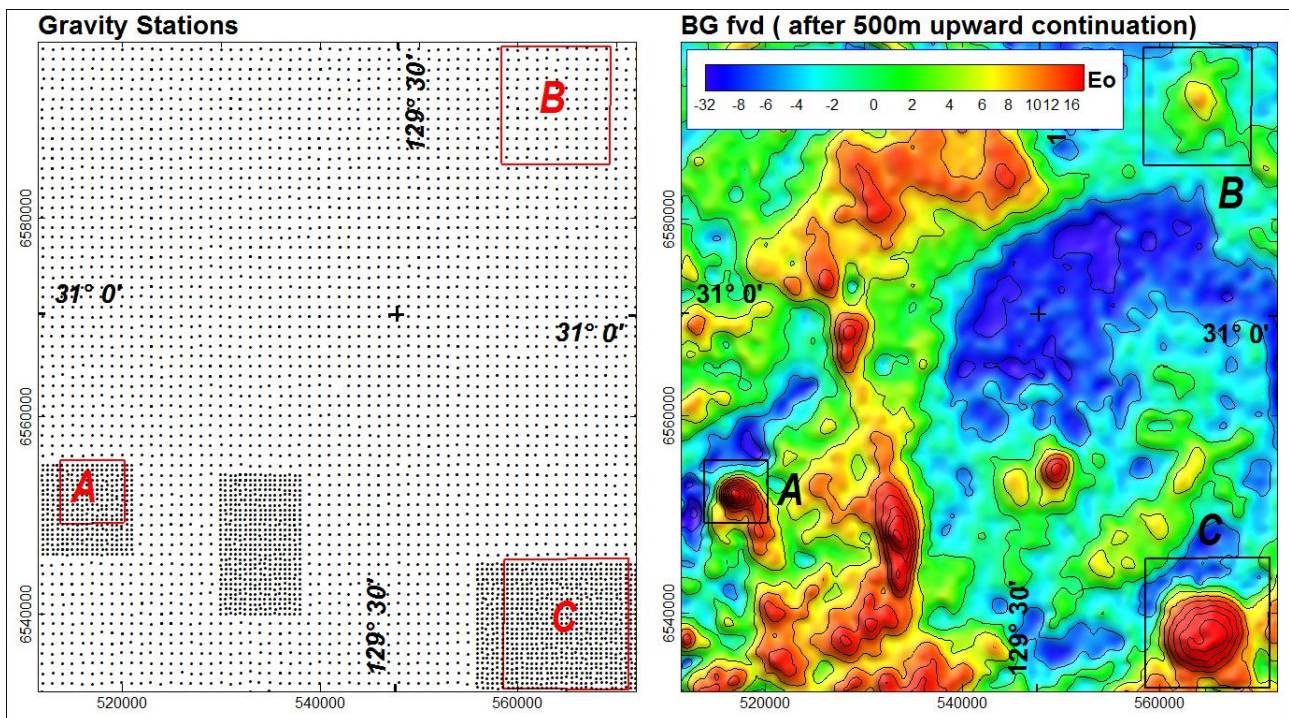 Gravity Stations
BG fvd ( after 500m upward continuation)
B
129° 30'
6580000
31° 0'
31° 0'
6560000
A
6540000
C
129° 30'
520000 540000 560000
Eo
-32 -8 -6 -4 -2 0 2 4 6 8 10 12 16
1
B
6580000
31° 0'
31° 0'
6560000
A
C
6540000
129° 30'
520000 540000 560000